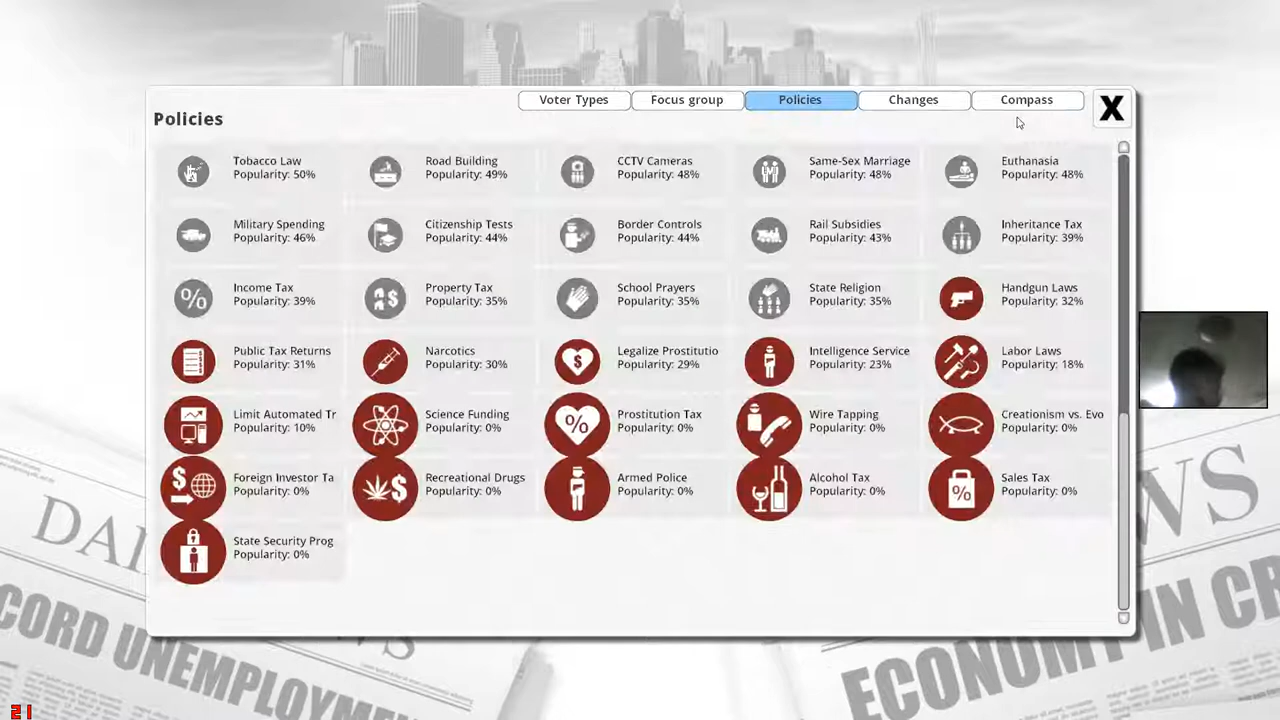 Voter Types
Focus group
Policies
Changes
Compass
X
Policies
Tobacco Law
Popularity: 50%
Road Building
Popularity: 49%
CCTV Cameras
Popularity: 48%
Same-Sex Marriage
Popularity: 48%
Euthanasia
Popularity: 48%
Military Spending
Popularity: 46%
Citizenship Tests
Popularity: 44%
Border Controls
Popularity: 44%
Rail Subsidies
Popularity: 43%
Inheritance Tax
Popularity: 39%
Income Tax
Popularity: 39%
Property Tax
Popularity: 35%
School Prayers
Popularity: 35%
State Religion
Popularity: 35%
Handgun Laws
Popularity: 32%
Public Tax Returns
Popularity: 31%
Narcotics
Popularity: 30%
Legalize Prostitutio
Popularity: 29%
Intelligence Service
Popularity: 23%
Labor Laws
Popularity: 18%
Limit Automated Tr
Popularity: 10%
Science Funding
Popularity: 0%
Prostitution Tax
Popularity: 0%
Wire Tapping
Popularity: 0%
Creationism vs. Evo
Popularity: 0%
Foreign Investor Ta
Popularity: 0%
Recreational Drugs
Popularity: 0%
Armed Police
Popularity: 0%
Alcohol Tax
Popularity: 0%
Sales Tax
Popularity: 0%
State Security Prog
Popularity: 0%
DAI
WS
NEWS
CORD UNEMPLOYM
ECONOMY IN CR
21